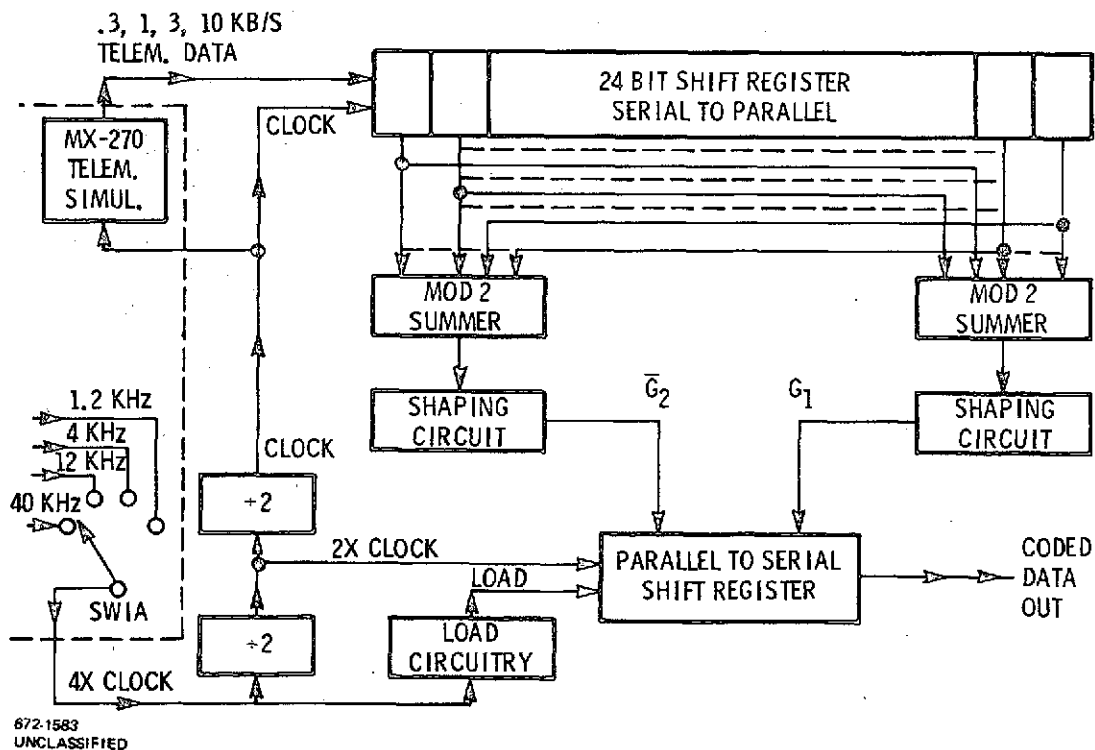 .3, 1, 3, 10 KB/S
TELEM. DATA
24 BIT SHIFT REGISTER
SERIAL TO PARALLEL
CLOCK
MX-270
TELEM.
SIMUL.
MOD 2
SUMMER
MOD 2
SUMMER
SHAPING
CIRCUIT
G̅2
G1
SHAPING
CIRCUIT
1.2 KHz
4 KHz
12 KHz
40 KHz
SWIA
CLOCK
÷2
2X CLOCK
LOAD
PARALLEL TO SERIAL
SHIFT REGISTER
CODED
DATA
OUT
÷2
LOAD
CIRCUITRY
4X CLOCK
672-1583
UNCLASSIFIED